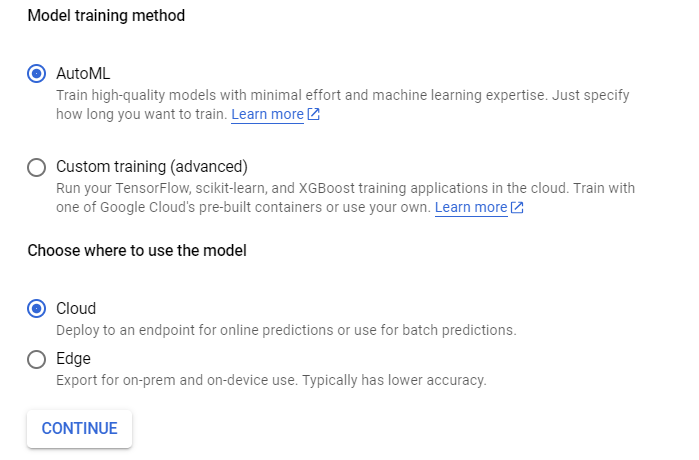 Model training method
AutoML
Train high-quality models with minimal effort and machine learning expertise. Just specify
how long you want to train. Learn more
Custom training (advanced)
Run your TensorFlow, scikit-learn, and XGBoost training applications in the cloud. Train with
one of Google Cloud's pre-built containers or use your own. Learn more
Choose where to use the model
Cloud
Deploy to an endpoint for online predictions or use for batch predictions.
Edge
Export for on-prem and on-device use. Typically has lower accuracy.
CONTINUE